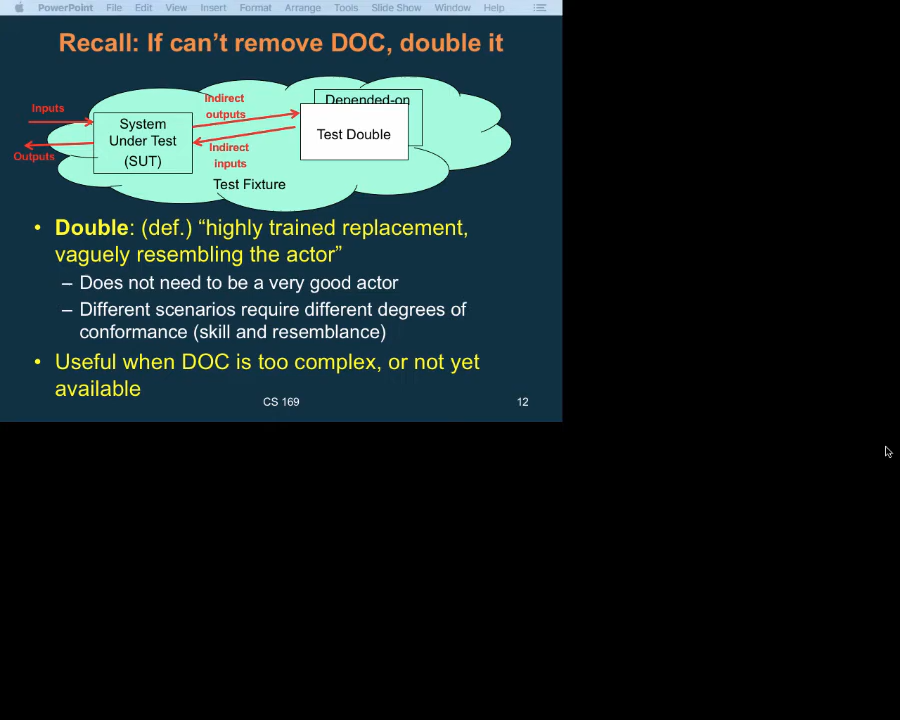 PowerPoint File Edit View Insert Format Arrange Tools Slide Show Window Help
Recall: If can't remove DOC, double it
Inputs
Outputs
System
Under Test
(SUT)
Indirect
outputs
Indirect
inputs
Depended-on
Test Double
Test Fixture
• Double: (def.) “highly trained replacement,
vaguely resembling the actor”
– Does not need to be a very good actor
– Different scenarios require different degrees of
conformance (skill and resemblance)
• Useful when DOC is too complex, or not yet
available
CS 169
12